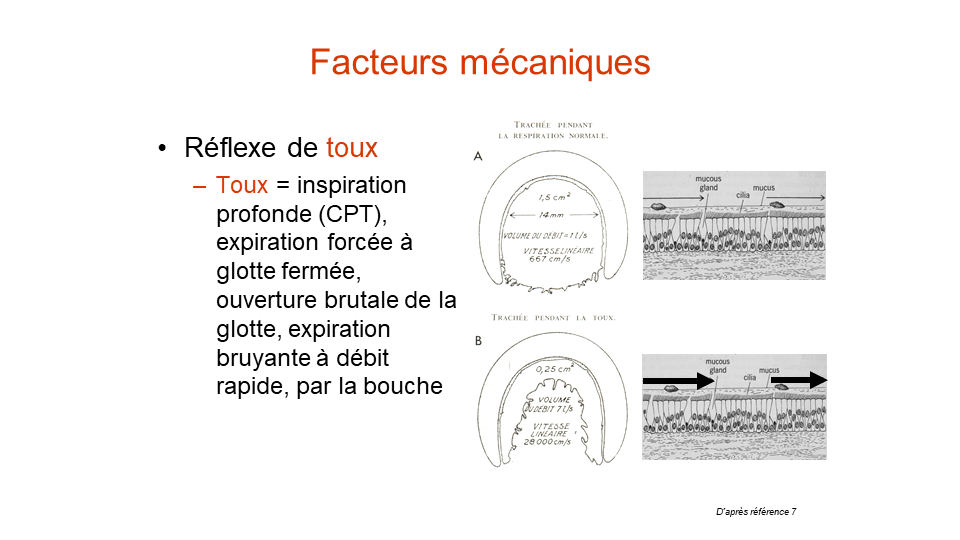 Facteurs mécaniques
• Réflexe de toux
– Toux = inspiration
profonde (CPT),
expiration forcée à
glotte fermée,
ouverture brutale de la
glotte, expiration
bruyante à débit
rapide, par la bouche
TRACHÉE PENDANT
LA RESPIRATION NORMALE.
A
1,5 cm²
14mm
VOLUME DU DÉBIT = 1 l/s
VITESSE LINÉAIRE
667 cm/s
mucous
gland
cilia
mucus
TRACHÉE PENDANT LA TOUX.
B
0,25 cm²
VOLUME
DU DÉBIT 7 l/s
VITESSE
LINÉAIRE
28 000 cm/s
mucous
gland
cilia
mucus
D'après référence 7